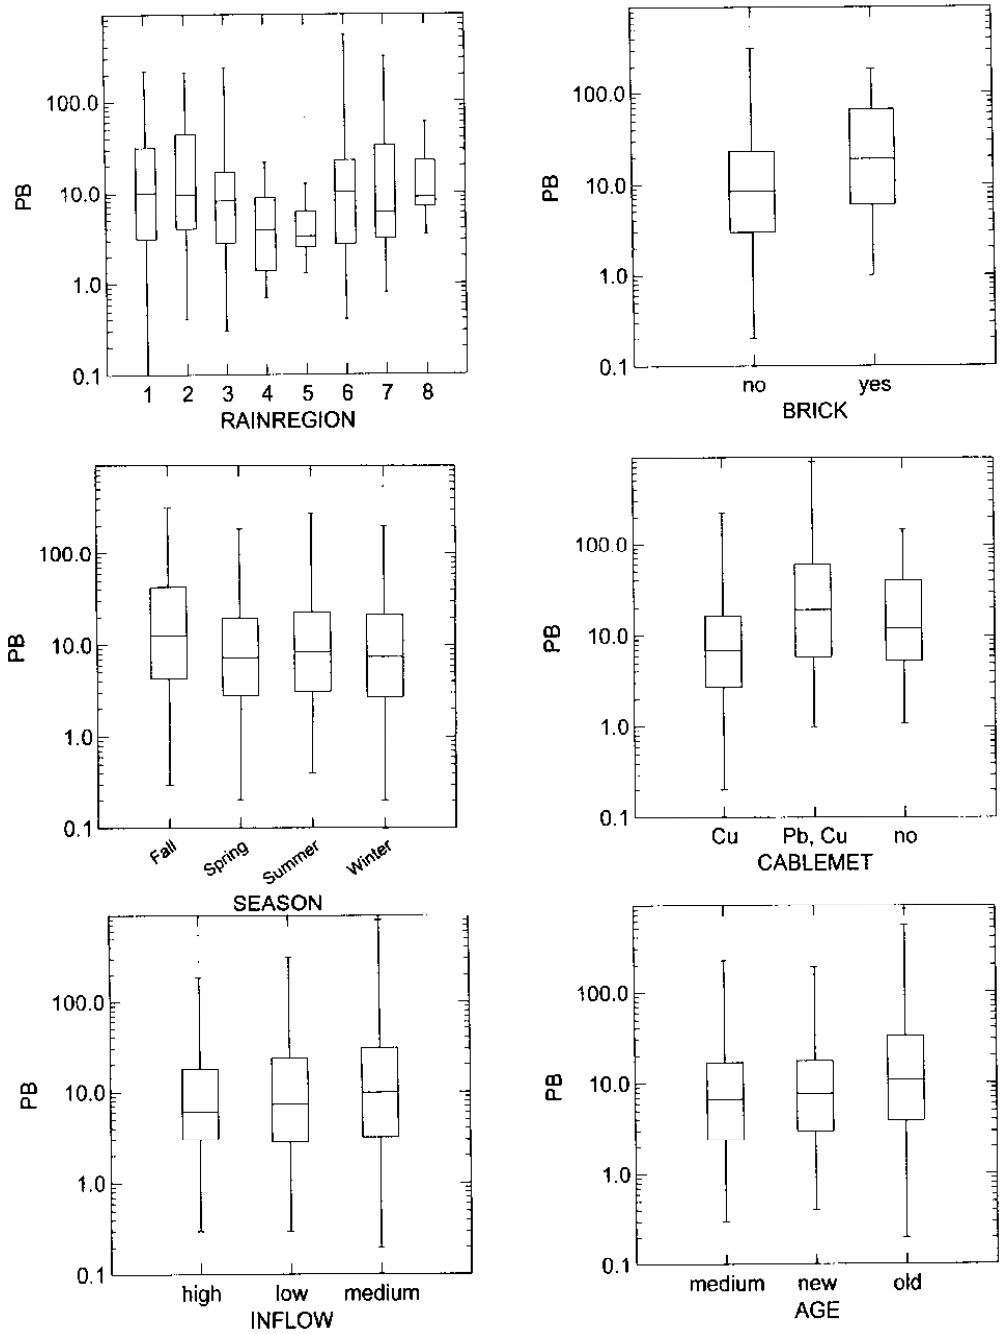 100.0
10.0
1.0
0.1
PB
1 2 3 4 5 6 7 8
RAINREGION
100.0
10.0
1.0
0.1
PB
no yes
BRICK
100.0
10.0
1.0
0.1
PB
Fall Spring Summer Winter
SEASON
100.0
10.0
1.0
0.1
PB
Cu Pb, Cu no
CABLEMET
100.0
10.0
1.0
0.1
PB
high low medium
INFLOW
100.0
10.0
1.0
0.1
PB
medium new old
AGE